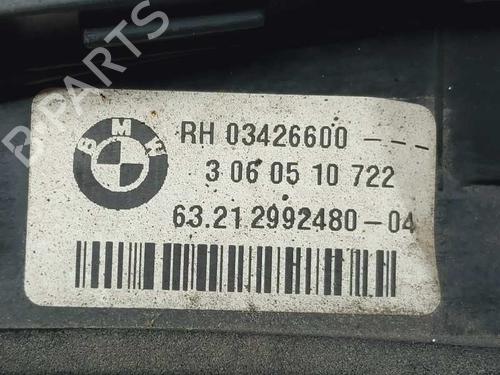 B-PARTS
BMW
RH 03426600 ---
3 06 05 10 722
63.21 2992480-04